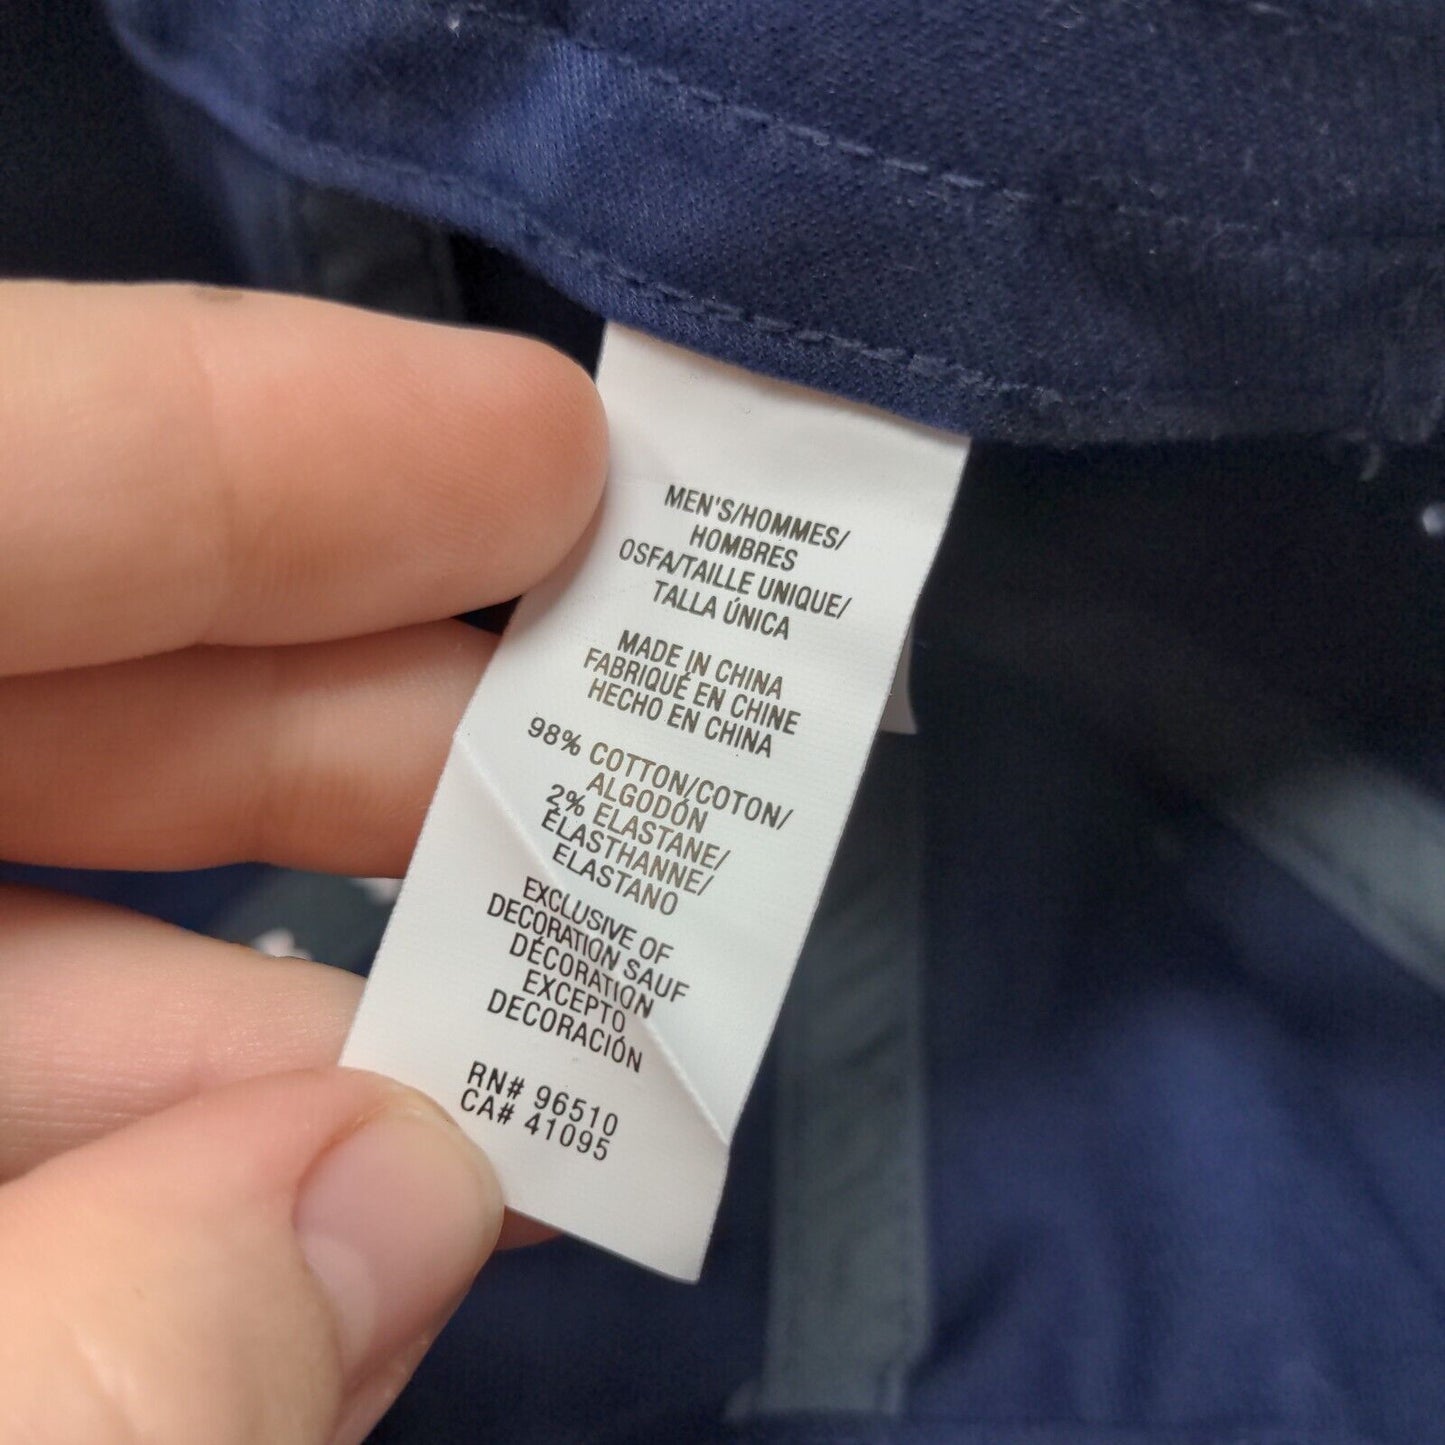 MEN'S/HOMMES/
HOMBRES
OSFA/TAILLE UNIQUE/
TALLA ÚNICA
MADE IN CHINA
FABRIQUÉ EN CHINE
HECHO EN CHINA
98% COTTON/COTON/
ALGODÓN
2% ELASTANE/
ÉLASTHANNE/
ELASTANO
EXCLUSIVE OF
DECORATION SAUF
DÉCORATION
EXCEPTO
DECORACIÓN
RN# 96510
CA# 41095